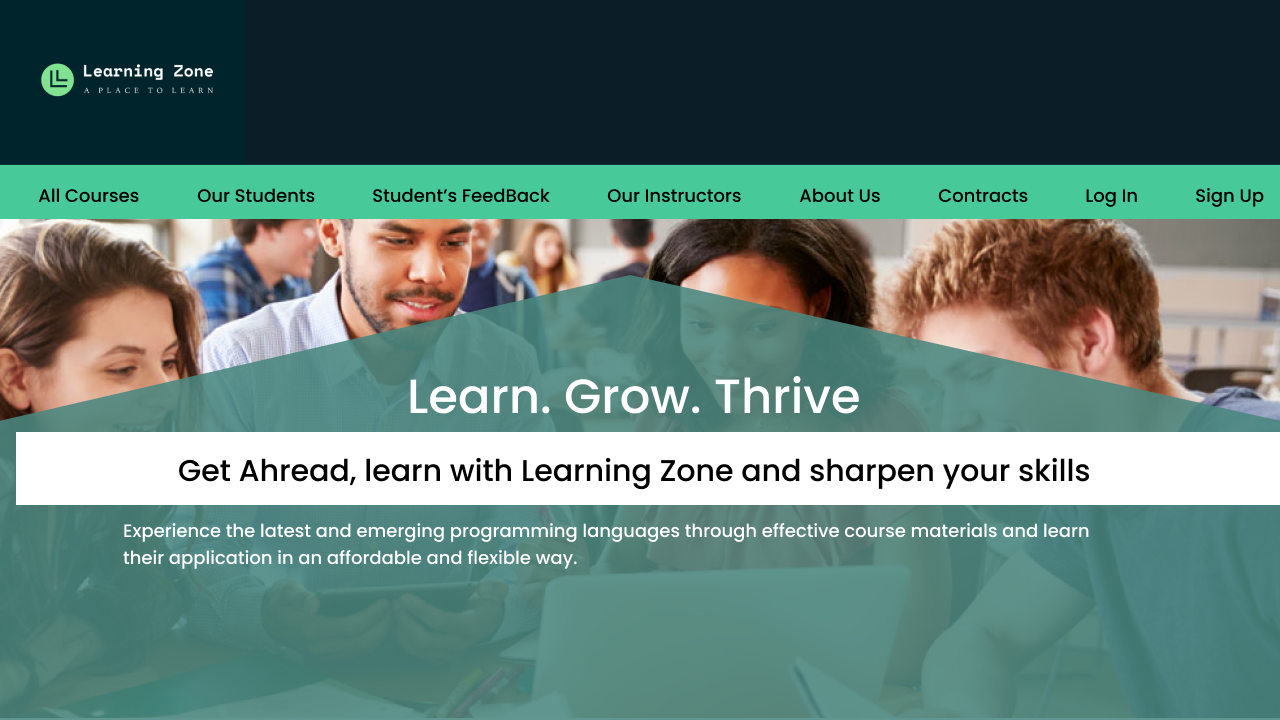 Learning Zone
A PLACE TO LEARN
All Courses Our Students Student’s FeedBack Our Instructors About Us Contracts Log In Sign Up
Learn. Grow. Thrive
Get Ahread, learn with Learning Zone and sharpen your skills
Experience the latest and emerging programming languages through effective course materials and learn
their application in an affordable and flexible way.